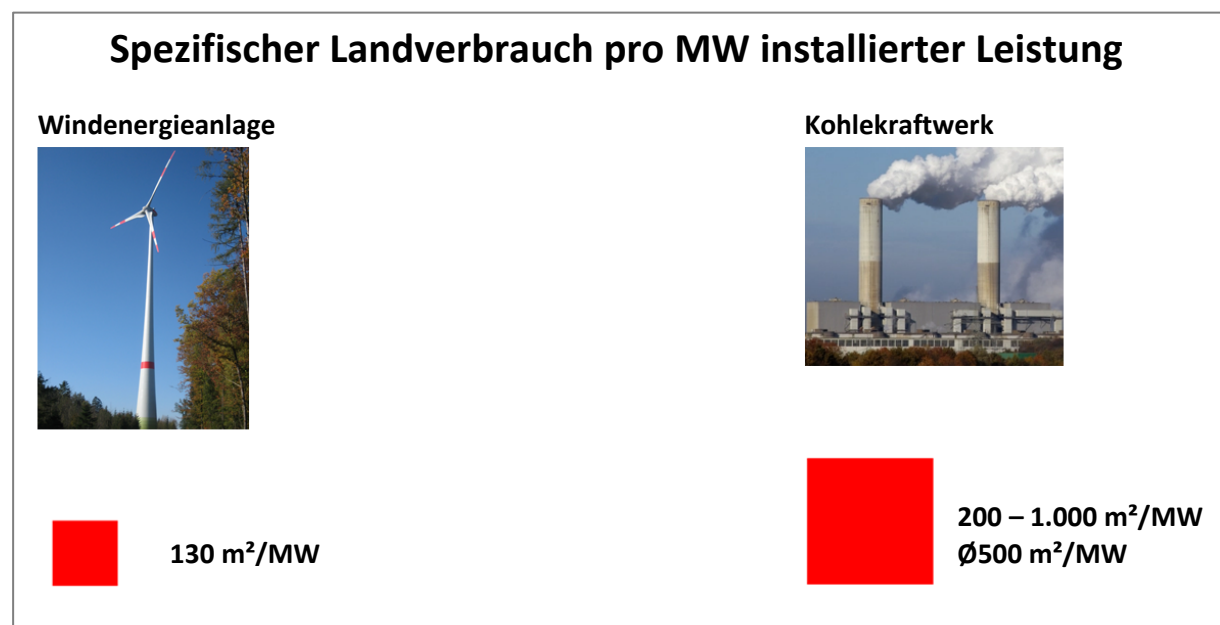 Spezifischer Landverbrauch pro MW installierter Leistung
Windenergieanlage
Kohlekraftwerk
130 m²/MW
200 – 1.000 m²/MW
Ø500 m²/MW